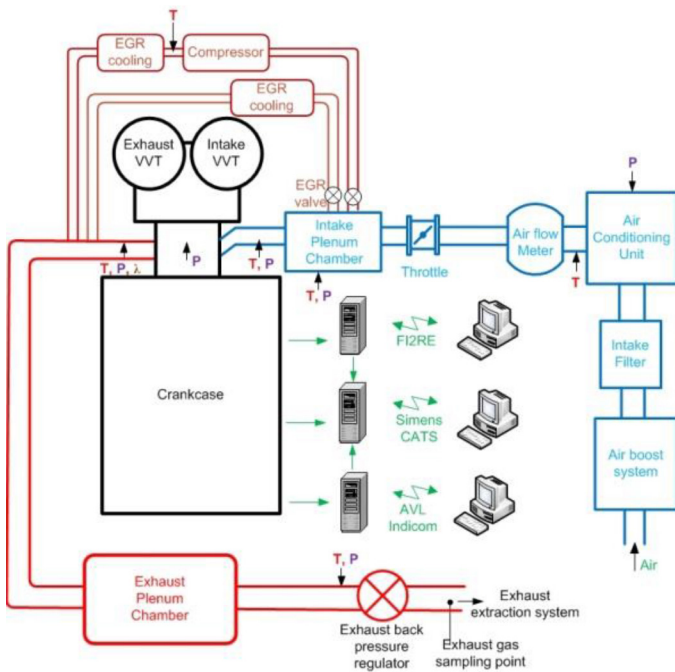 T
EGR
cooling
Compressor
EGR
cooling
Exhaust
VVT
Intake
VVT
EGR
valve
P
Intake
Plenum
Chamber
Air flow
Meter
Air
Conditioning
Unit
Throttle
T, P, λ
P
T, P
T, P
T
FI2RE
Intake
Filter
Crankcase
Simens
CATS
Air boost
system
AVL
Indicom
Air
T, P
Exhaust
Plenum
Chamber
Exhaust
extraction system
Exhaust back
pressure
regulator
Exhaust gas
sampling point